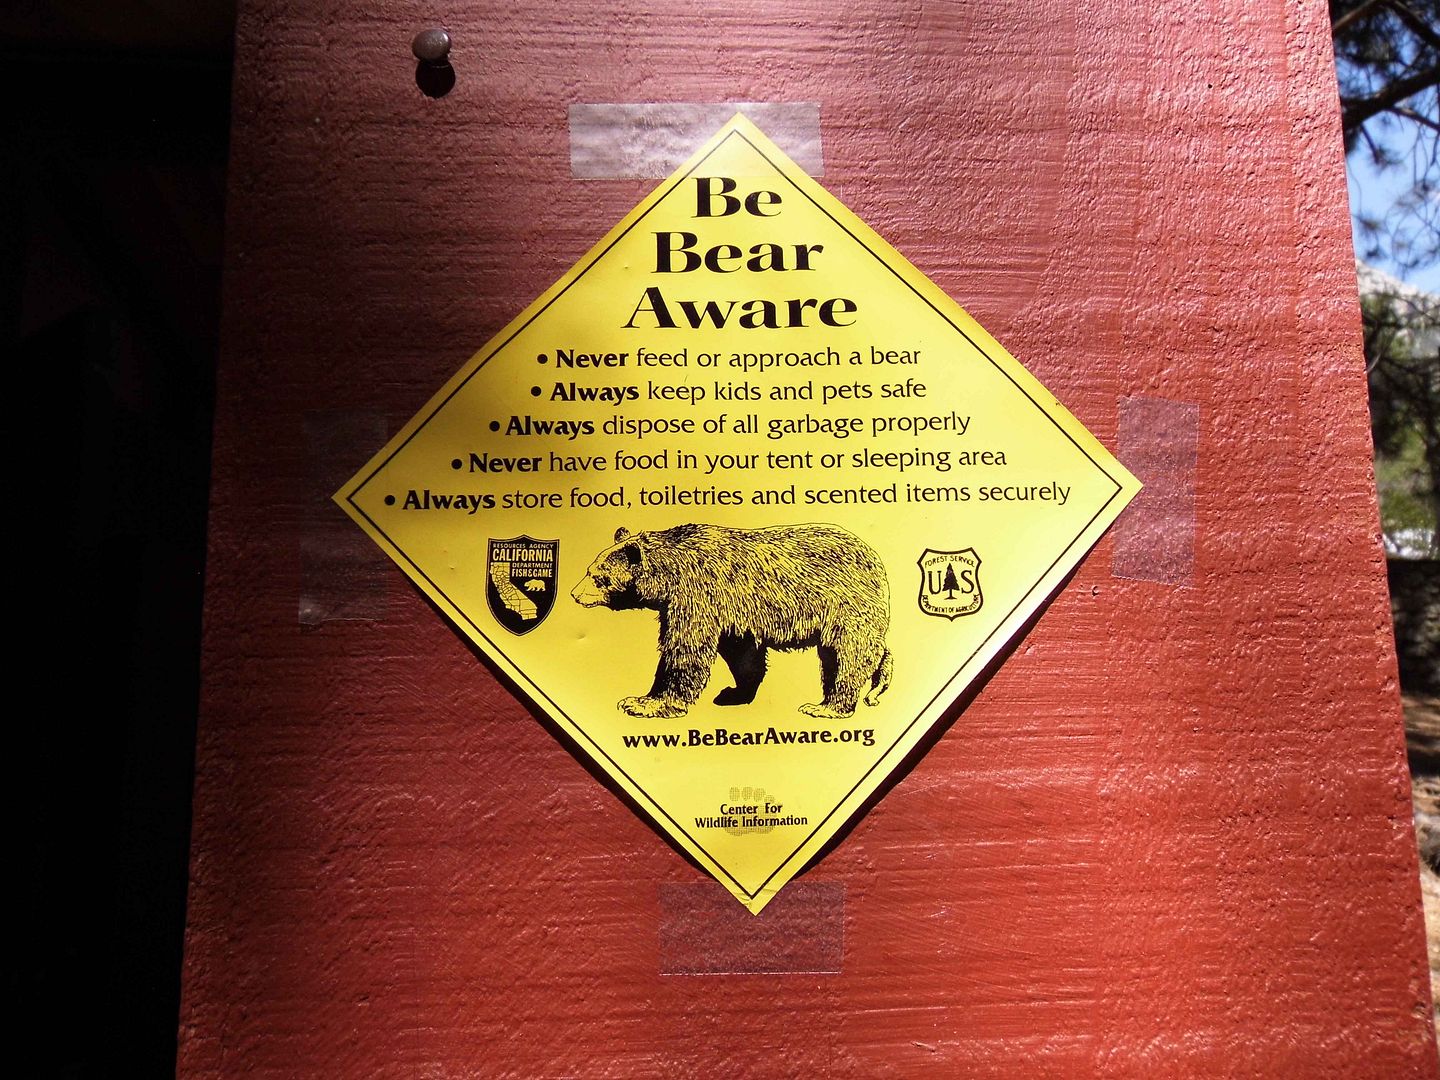 Be
Bear
Aware
• Never feed or approach a bear
• Always keep kids and pets safe
• Always dispose of all garbage properly
• Never have food in your tent or sleeping area
• Always store food, toiletries and scented items securely
RESOURCES AGENCY
CALIFORNIA
DEPARTMENT
FISH&GAME
FOREST SERVICE
U S
DEPARTMENT OF AGRICULTURE
www.BeBearAware.org
Center For
Wildlife Information